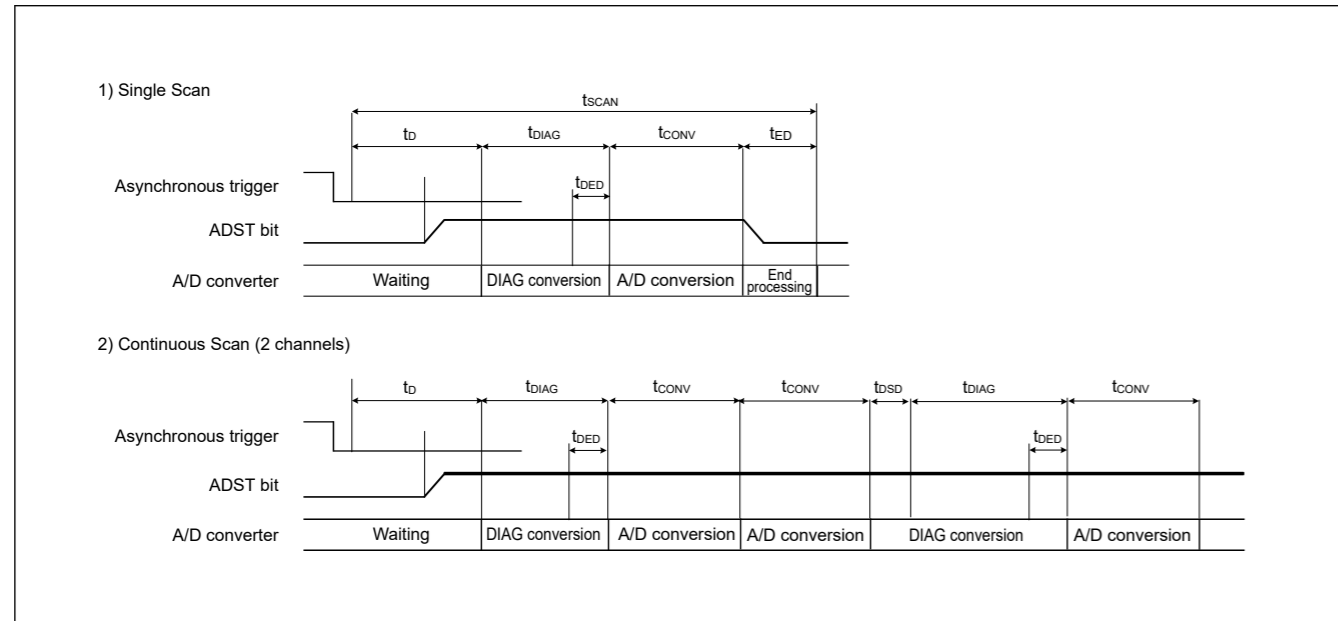 1) Single Scan
tSCAN
tD tDIAG tCONV tED
Asynchronous trigger
tDED
ADST bit
A/D converter Waiting DIAG conversion A/D conversion End processing
2) Continuous Scan (2 channels)
tD tDIAG tCONV tCONV tDSD tDIAG tCONV
Asynchronous trigger
tDED tDED
ADST bit
A/D converter Waiting DIAG conversion A/D conversion A/D conversion DIAG conversion A/D conversion